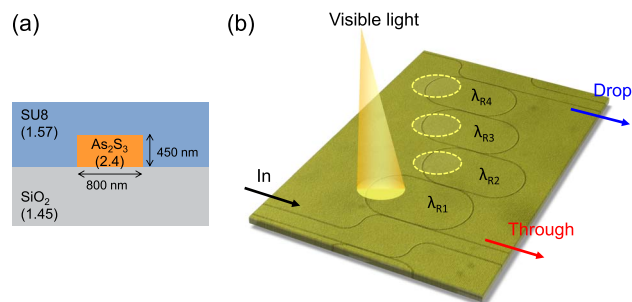 (a)
(b)
Visible light
SU8
(1.57)
As₂S₃
(2.4)
450 nm
800 nm
SiO₂
(1.45)
λR4
Drop
λR3
In
λR2
λR1
Through